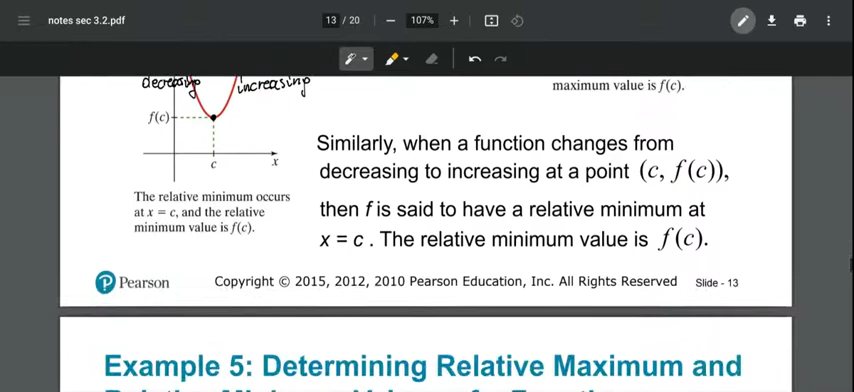 notes sec 3.2.pdf
13 / 20
107%
decreasing
increasing
maximum value is f(c).
f(c)
c
x
Similarly, when a function changes from
decreasing to increasing at a point (c, f(c)),
then f is said to have a relative minimum at
x = c . The relative minimum value is f(c).
The relative minimum occurs
at x = c, and the relative
minimum value is f(c).
P Pearson
Copyright © 2015, 2012, 2010 Pearson Education, Inc. All Rights Reserved
Slide - 13
Example 5: Determining Relative Maximum and